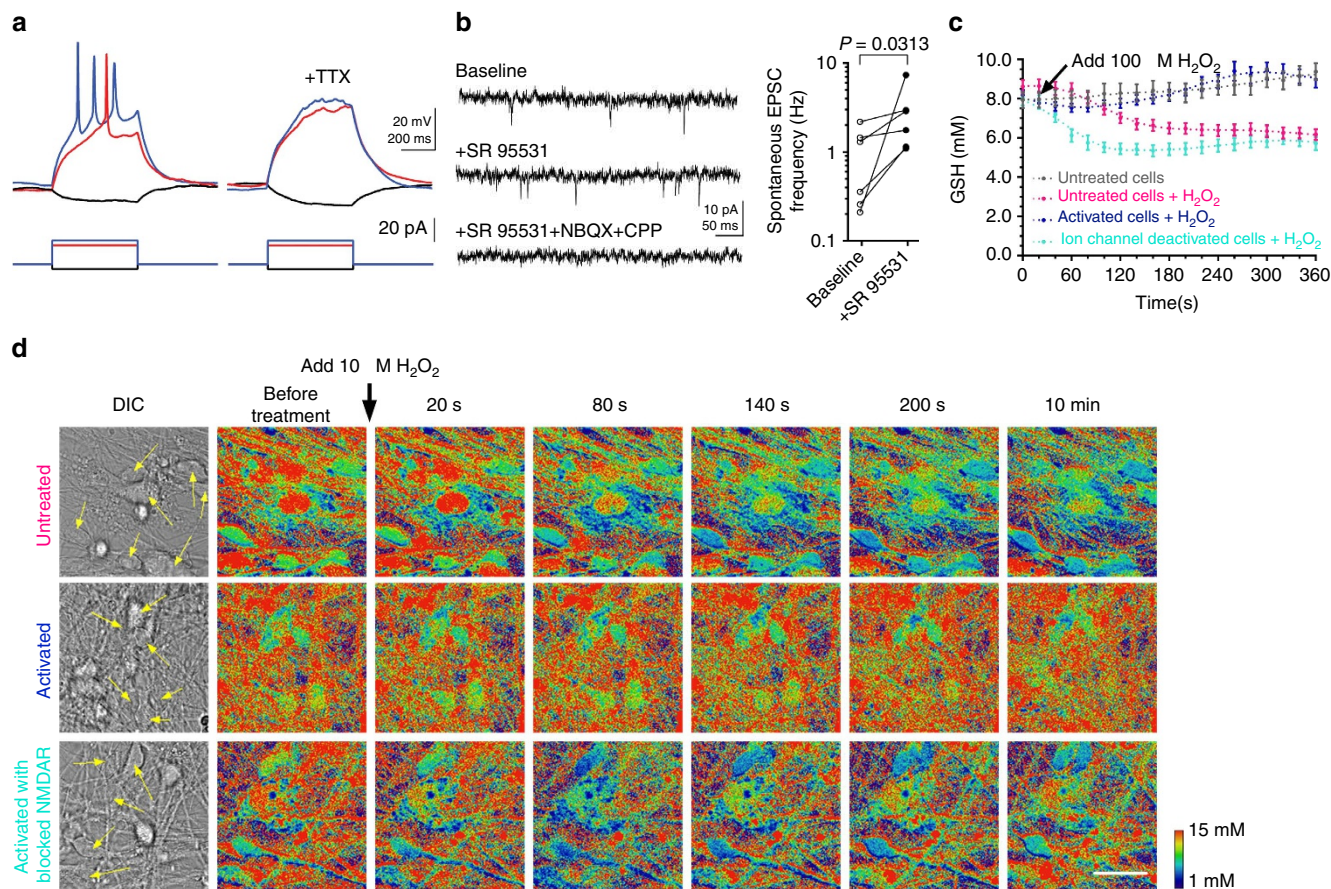 a
+TTX
20 mV
200 ms
20 pA
b
Baseline
+SR 95531
+SR 95531+NBQX+CPP
10 pA
50 ms
P = 0.0313
Spontaneous EPSC
frequency (Hz)
10
1
0.1
Baseline
+SR 95531
c
10.0
8.0
6.0
4.0
2.0
0.0
GSH (mM)
Add 100 M H₂O₂
Untreated cells
Untreated cells + H₂O₂
Activated cells + H₂O₂
Ion channel deactivated cells + H₂O₂
0 60 120 180 240 300 360
Time(s)
d
Add 10 M H₂O₂
DIC
Before
treatment
20 s
80 s
140 s
200 s
10 min
Untreated
Activated
Activated with
blocked NMDAR
15 mM
1 mM